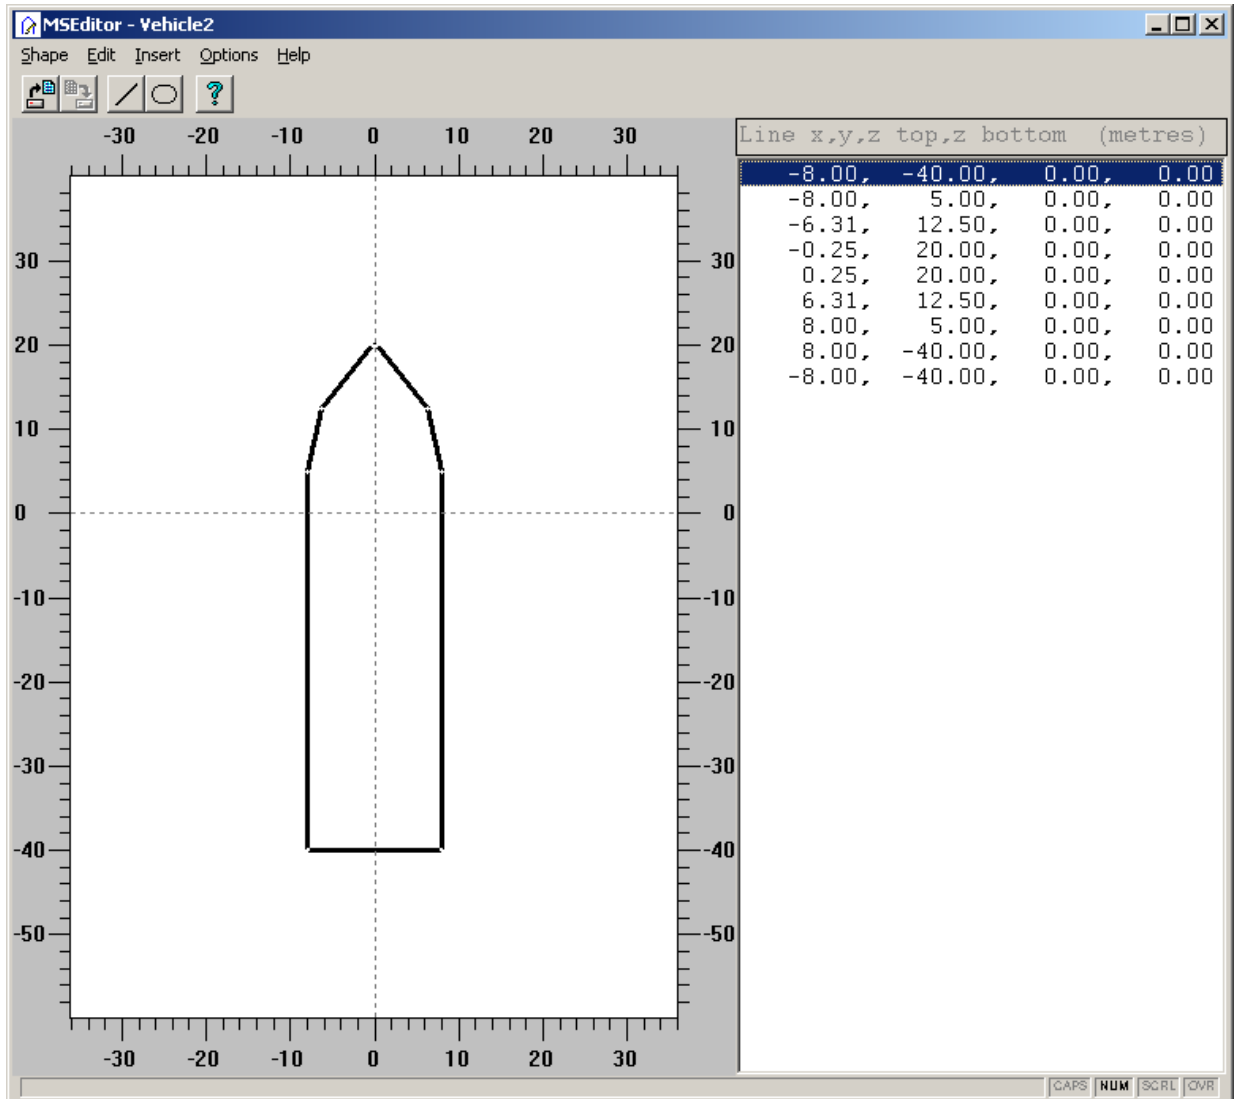 MSEditor - Vehicle2
Shape Edit Insert Options Help
-30 -20 -10 0 10 20 30
Line x,y,z top,z bottom (metres)
-8.00, -40.00, 0.00, 0.00
-8.00, 5.00, 0.00, 0.00
-6.31, 12.50, 0.00, 0.00
-0.25, 20.00, 0.00, 0.00
0.25, 20.00, 0.00, 0.00
6.31, 12.50, 0.00, 0.00
8.00, 5.00, 0.00, 0.00
8.00, -40.00, 0.00, 0.00
-8.00, -40.00, 0.00, 0.00
30 30
20 20
10 10
0 0
-10 -10
-20 -20
-30 -30
-40 -40
-50 -50
-30 -20 -10 0 10 20 30
CAPS NUM SCRL OVR